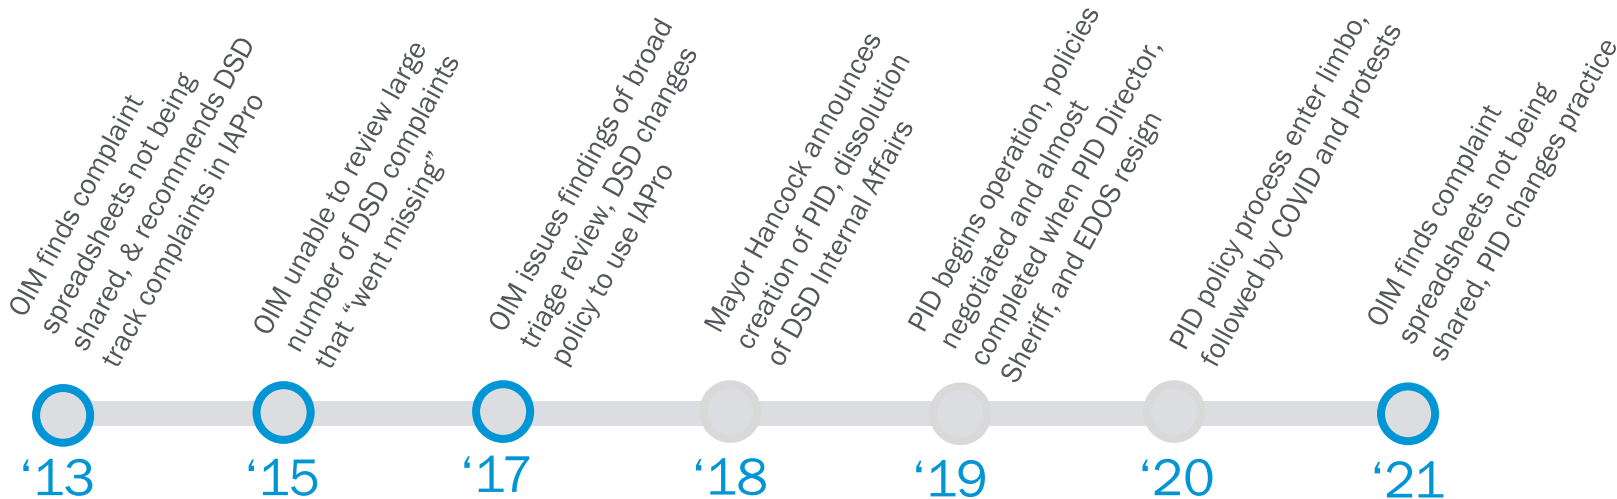 OIM finds complaint
spreadsheets not being
shared, & recommends DSD
track complaints in IAPro
‘13
OIM unable to review large
number of DSD complaints
that “went missing”
‘15
OIM issues findings of broad
triage review, DSD changes
policy to use IAPro
‘17
Mayor Hancock announces
creation of PID, dissolution
of DSD Internal Affairs
‘18
PID begins operation, policies
negotiated and almost
completed when PID Director,
Sheriff, and EDOS resign
‘19
PID policy process enter limbo,
followed by COVID and protests
‘20
OIM finds complaint
spreadsheets not being
shared, PID changes practice
‘21